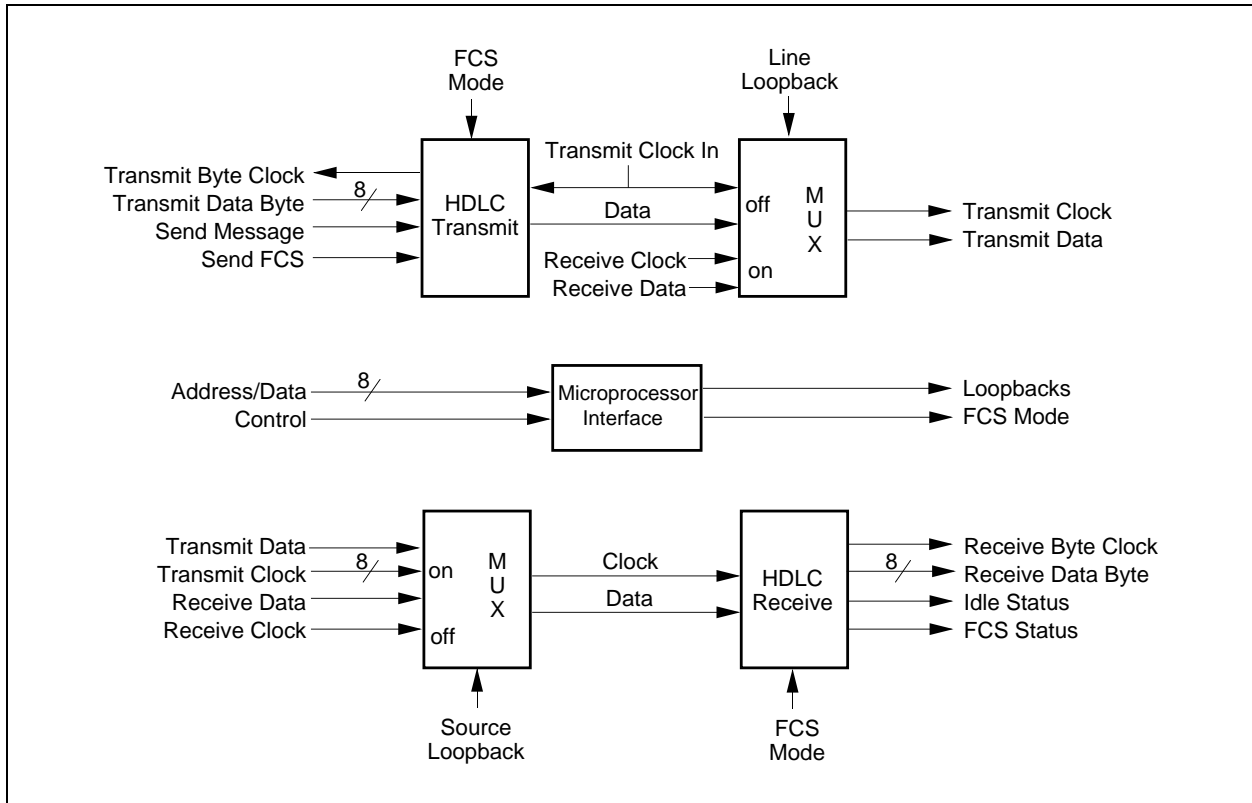 FCS
Mode
Line
Loopback
Transmit Clock In
Transmit Byte Clock
8
Transmit Data Byte
Send Message
Send FCS
HDLC
Transmit
Data
Receive Clock
Receive Data
off
on
M
U
X
Transmit Clock
Transmit Data
Address/Data
8
Control
Microprocessor
Interface
Loopbacks
FCS Mode
Transmit Data
Transmit Clock
8
Receive Data
Receive Clock
on
off
M
U
X
Clock
Data
HDLC
Receive
Receive Byte Clock
8
Receive Data Byte
Idle Status
FCS Status
Source
Loopback
FCS
Mode